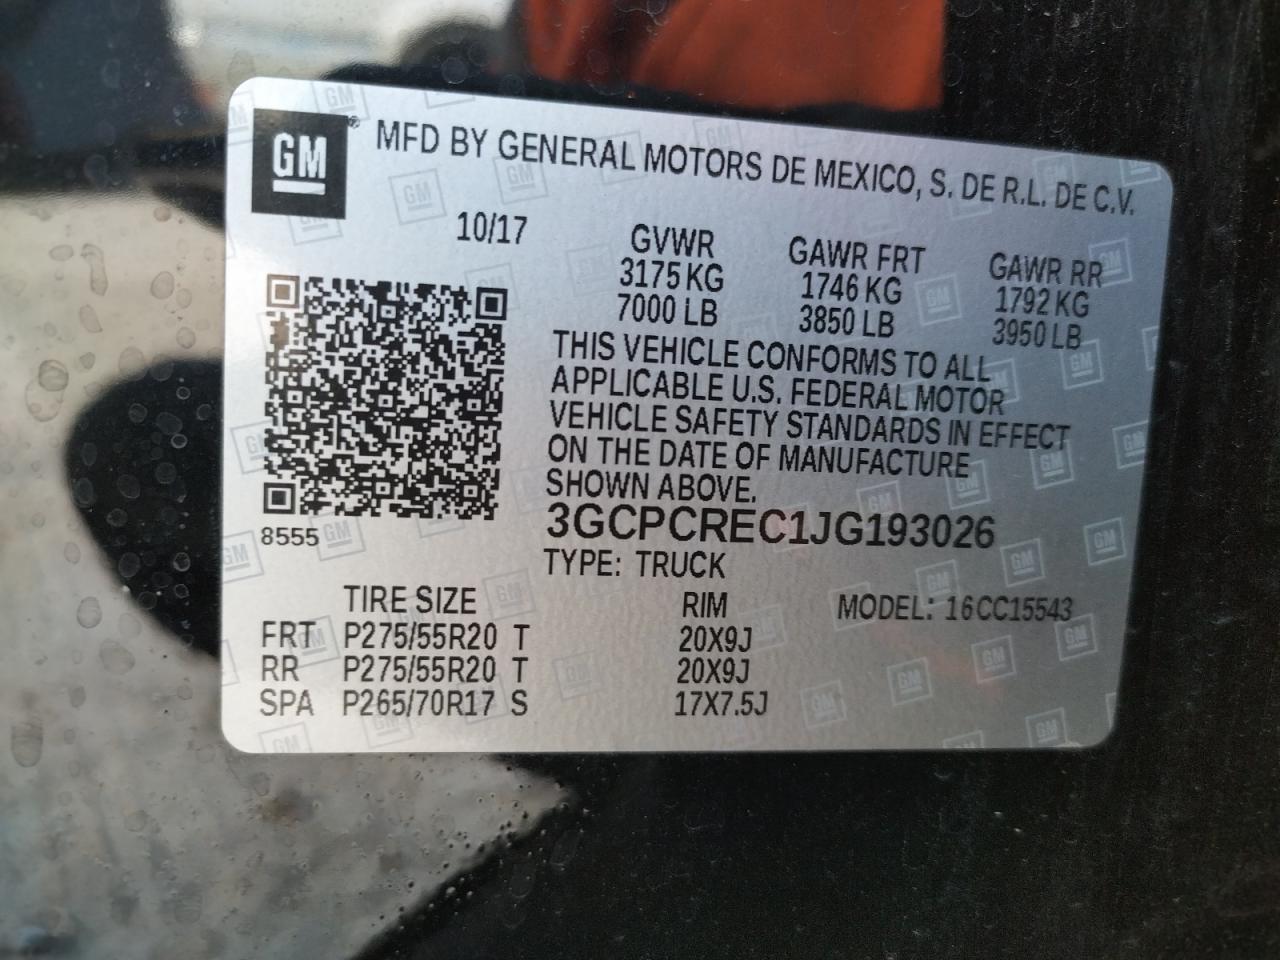 GM® MFD BY GENERAL MOTORS DE MEXICO, S. DE R.L. DE C.V.
10/17 GVWR GAWR FRT GAWR RR
3175 KG 1746 KG 1792 KG
7000 LB 3850 LB 3950 LB
THIS VEHICLE CONFORMS TO ALL
APPLICABLE U.S. FEDERAL MOTOR
VEHICLE SAFETY STANDARDS IN EFFECT
ON THE DATE OF MANUFACTURE
SHOWN ABOVE.
8555 3GCPCREC1JG193026
TYPE: TRUCK
TIRE SIZE RIM MODEL: 16CC15543
FRT P275/55R20 T 20X9J
RR P275/55R20 T 20X9J
SPA P265/70R17 S 17X7.5J